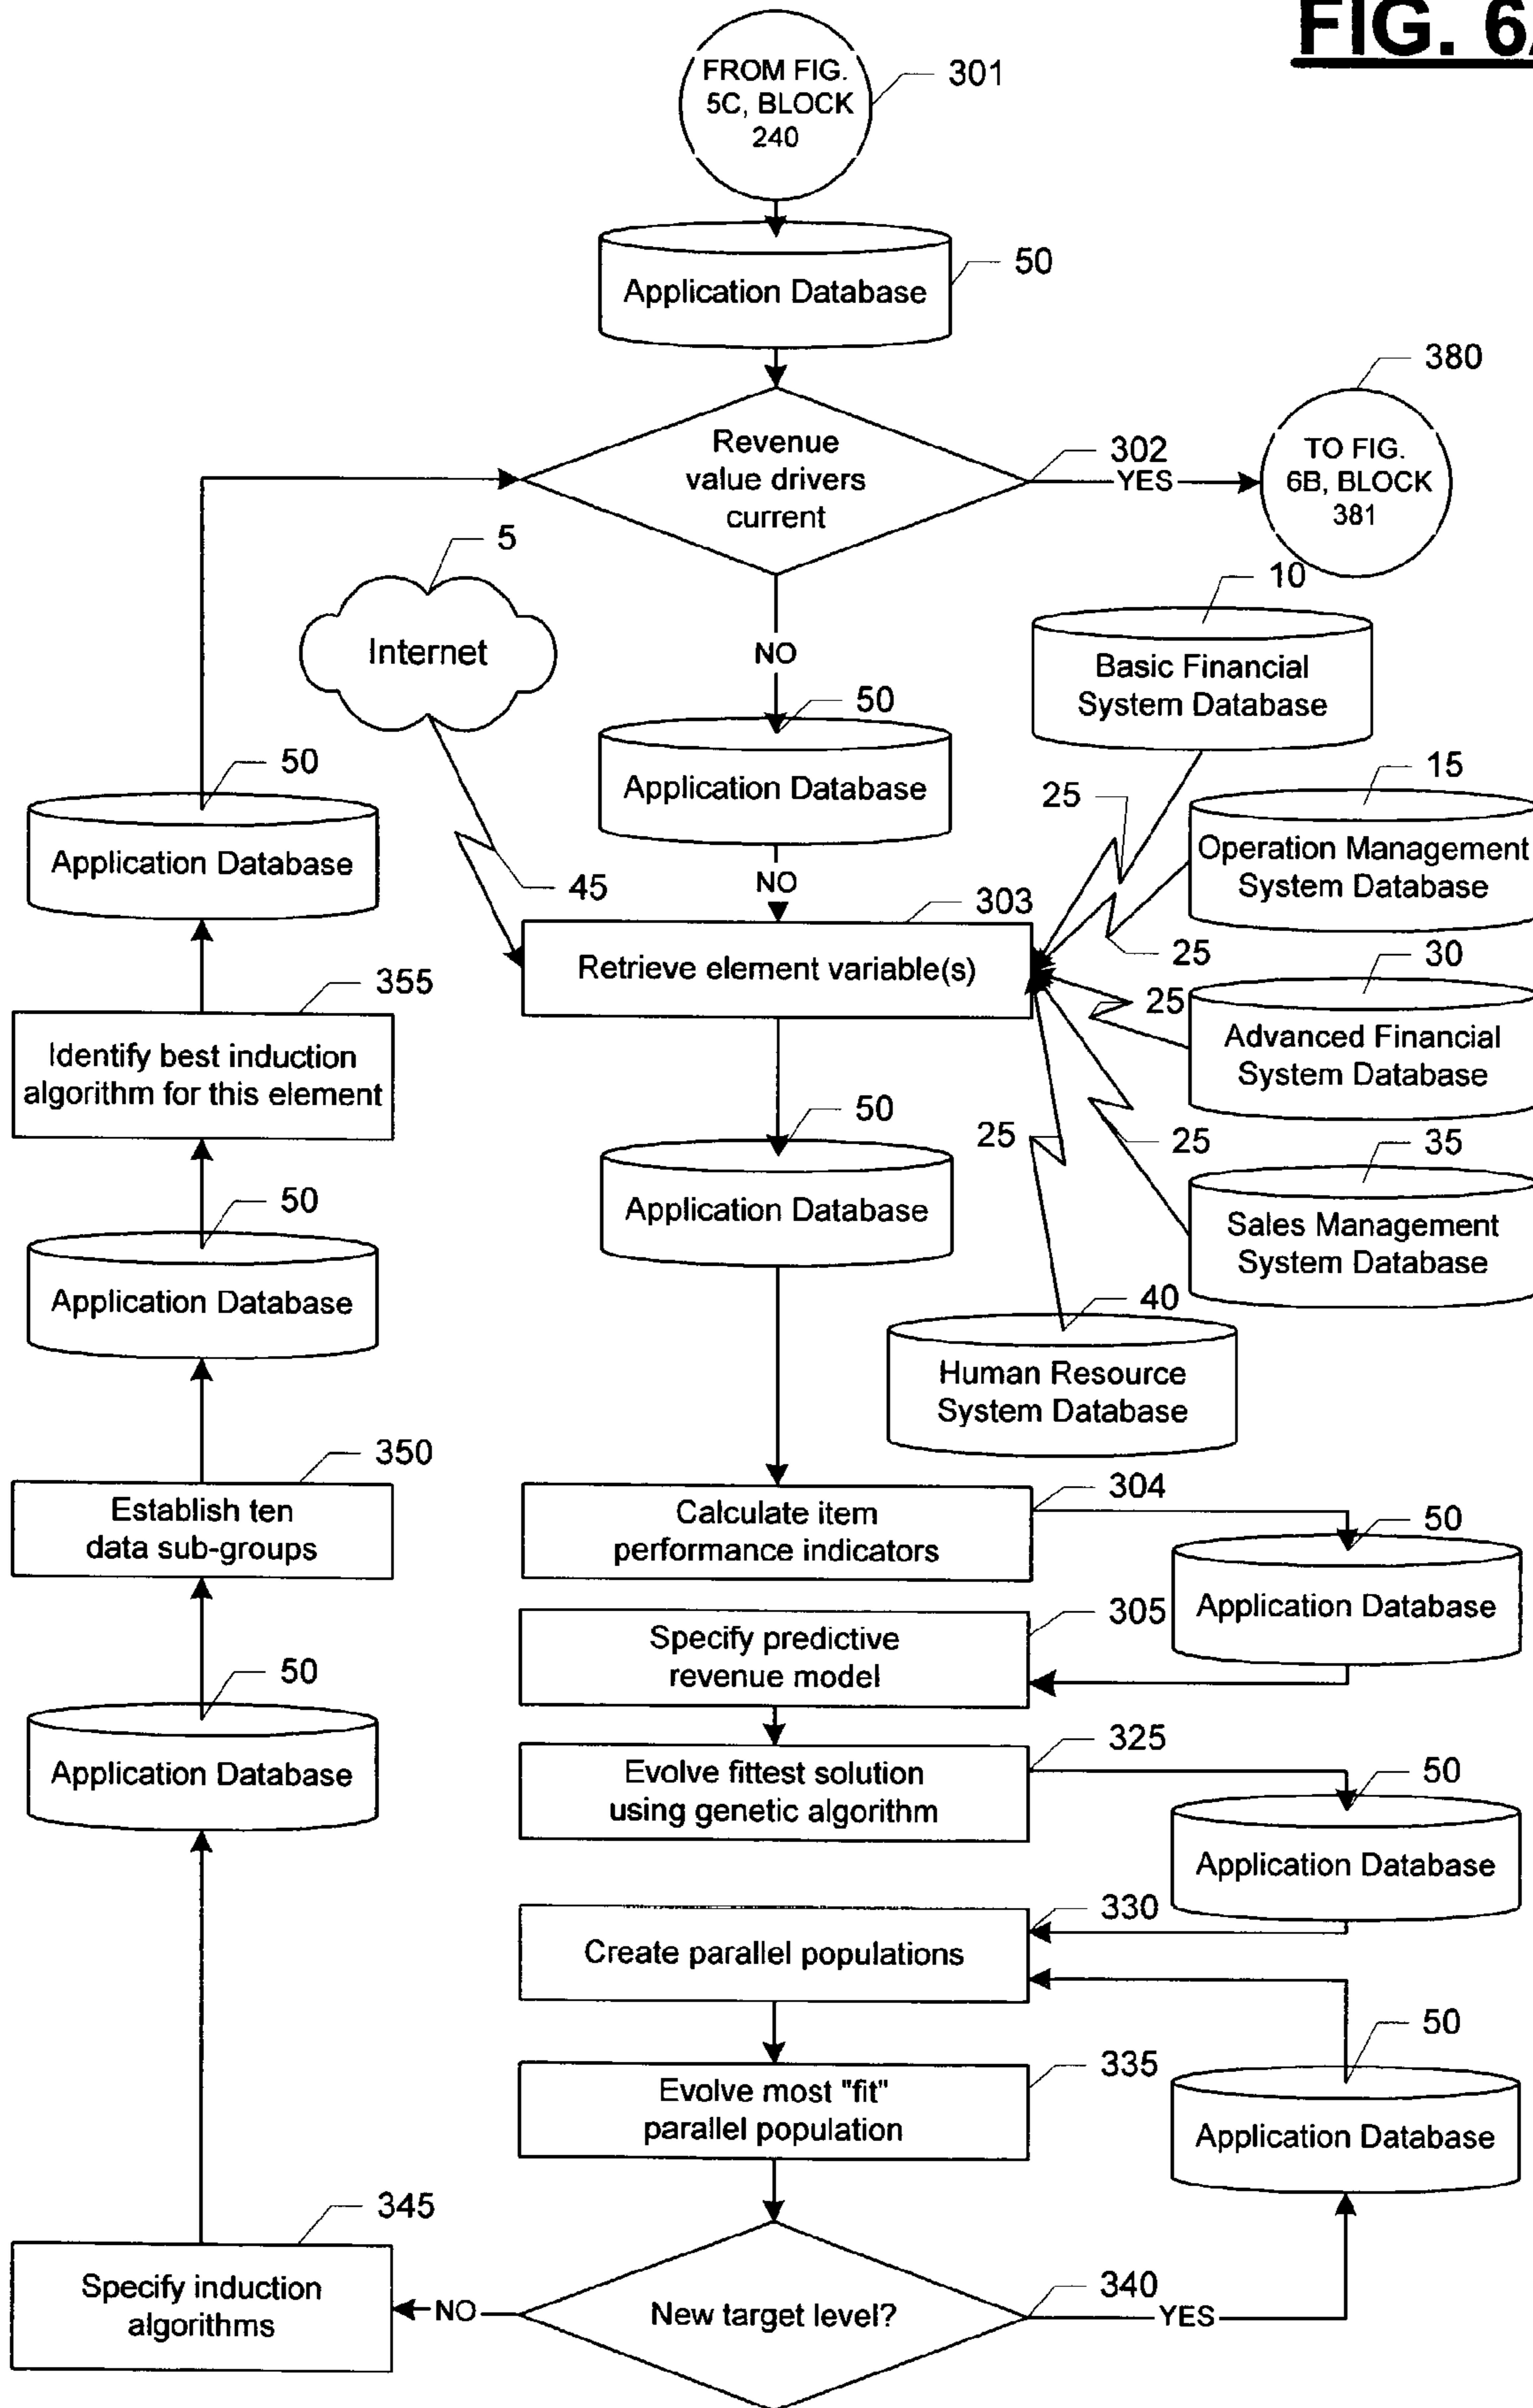 FIG. 6A
FROM FIG.
5C, BLOCK
240
301
Application Database
50
Revenue
value drivers
current
302
YES
TO FIG.
6B, BLOCK
381
380
5
Internet
NO
10
Basic Financial
System Database
50
Application Database
50
Application Database
45
NO
25
15
Operation Management
System Database
25
303
Retrieve element variable(s)
30
25
Advanced Financial
System Database
355
Identify best induction
algorithm for this element
50
Application Database
25
25
35
Sales Management
System Database
50
Application Database
40
Human Resource
System Database
350
Establish ten
data sub-groups
304
Calculate item
performance indicators
50
Application Database
305
Specify predictive
revenue model
50
Application Database
325
Evolve fittest solution
using genetic algorithm
50
Application Database
330
Create parallel populations
50
Application Database
335
Evolve most "fit"
parallel population
345
Specify induction
algorithms
NO
New target level?
340
YES